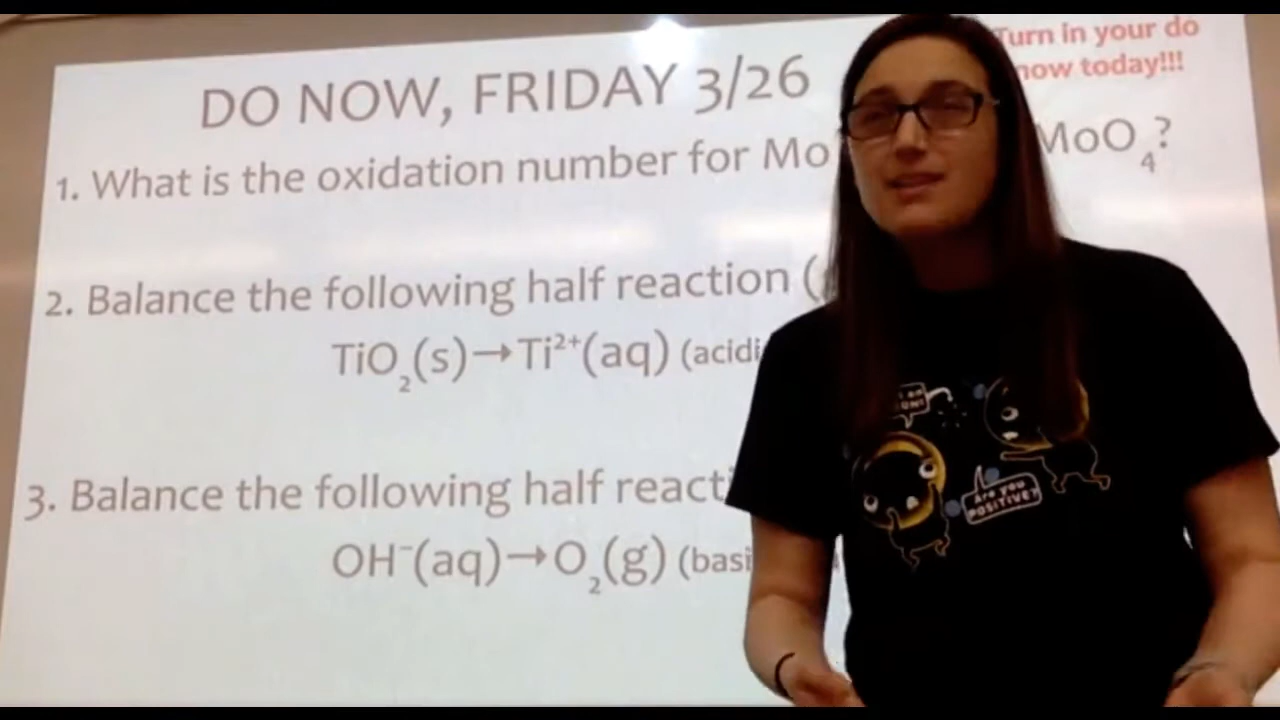 Turn in your do
now today!!!
DO NOW, FRIDAY 3/26
1. What is the oxidation number for Mo MoO₄?
2. Balance the following half reaction (
TiO₂(s)→Ti²⁺(aq) (acidi
3. Balance the following half react
OH⁻(aq)→O₂(g) (basi
Are you
POSITIVE?